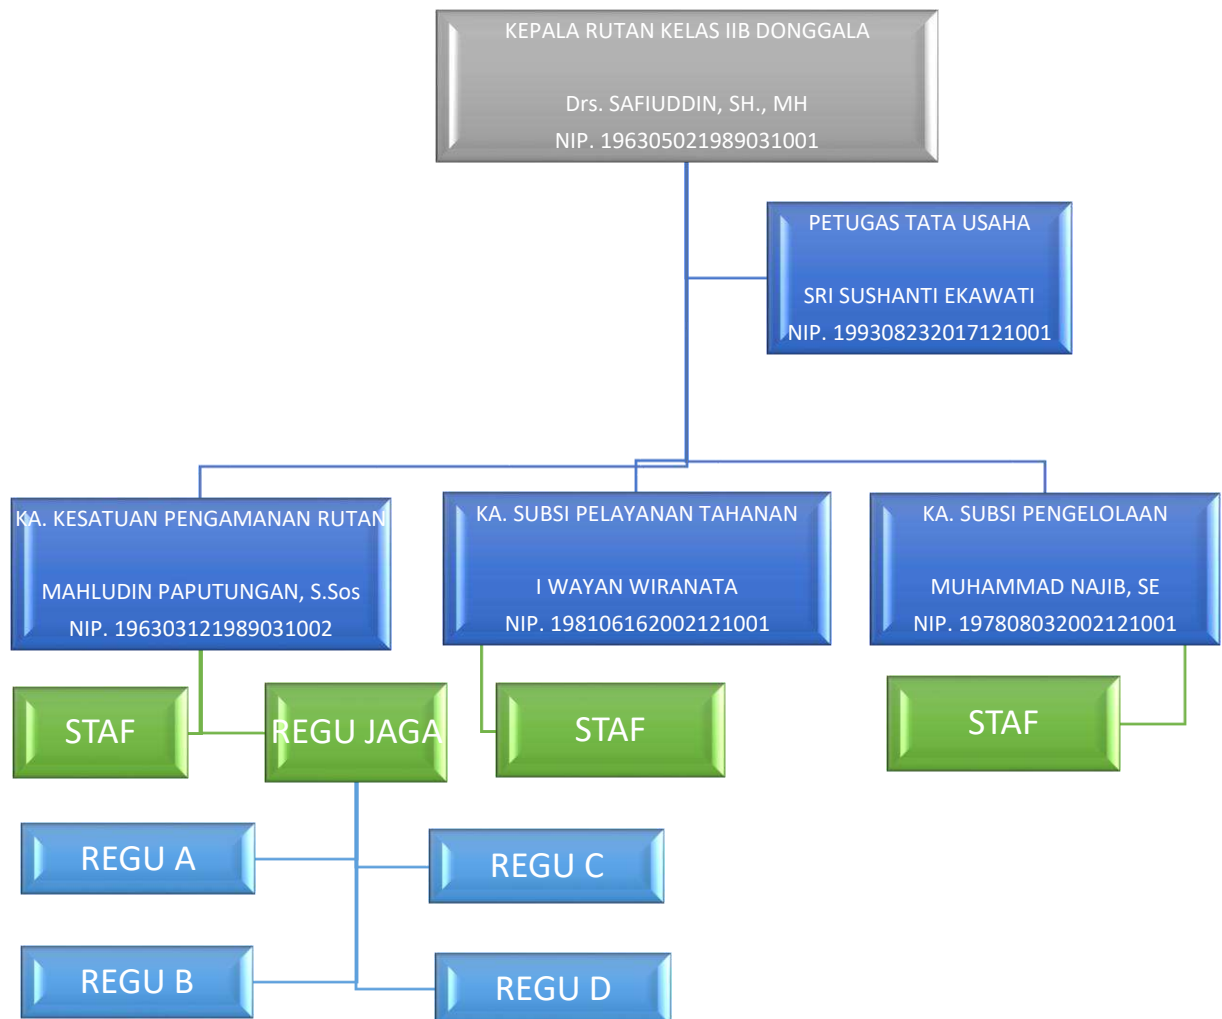 KEPALA RUTAN KELAS IIB DONGGALA
Drs. SAFIUDDIN, SH., MH
NIP. 196305021989031001
PETUGAS TATA USAHA
SRI SUSHANTI EKAWATI
NIP. 199308232017121001
KA. KESATUAN PENGAMANAN RUTAN
MAHLUDIN PAPUTUNGAN, S.Sos
NIP. 196303121989031002
KA. SUBSI PELAYANAN TAHANAN
I WAYAN WIRANATA
NIP. 198106162002121001
KA. SUBSI PENGELOLAAN
MUHAMMAD NAJIB, SE
NIP. 197808032002121001
STAF
REGU JAGA
STAF
STAF
REGU A
REGU C
REGU B
REGU D